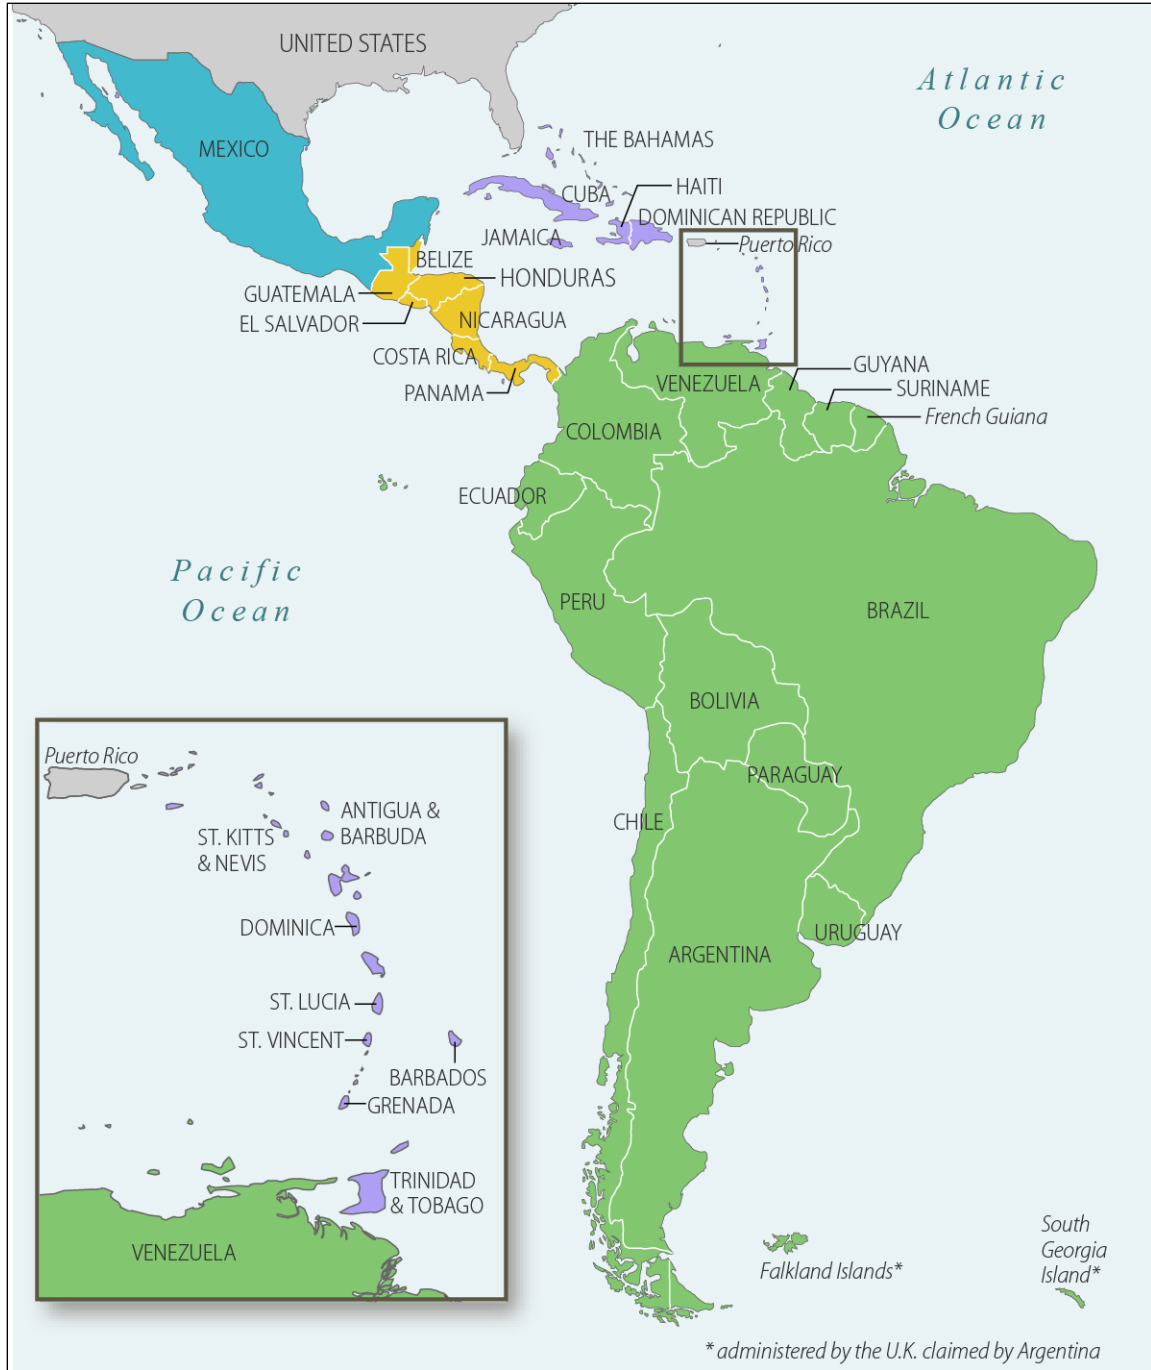 UNITED STATES
Atlantic
Ocean
MEXICO
THE BAHAMAS
CUBA
HAITI
DOMINICAN REPUBLIC
JAMAICA
Puerto Rico
BELIZE
HONDURAS
GUATEMALA
EL SALVADOR
NICARAGUA
COSTA RICA
PANAMA
GUYANA
VENEZUELA
SURINAME
French Guiana
COLOMBIA
ECUADOR
Pacific
Ocean
PERU
BRAZIL
BOLIVIA
PARAGUAY
CHILE
URUGUAY
ARGENTINA
Puerto Rico
ANTIGUA &
BARBUDA
ST. KITTS
& NEVIS
DOMINICA
ST. LUCIA
ST. VINCENT
BARBADOS
GRENADA
TRINIDAD
& TOBAGO
VENEZUELA
Falkland Islands*
South
Georgia
Island*
* administered by the U.K. claimed by Argentina